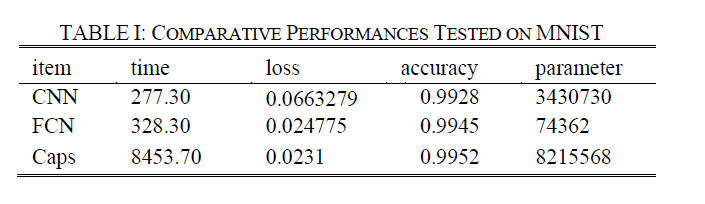 TABLE I: COMPARATIVE PERFORMANCES TESTED ON MNIST
item time loss accuracy parameter
CNN 277.30 0.0663279 0.9928 3430730
FCN 328.30 0.024775 0.9945 74362
Caps 8453.70 0.0231 0.9952 8215568